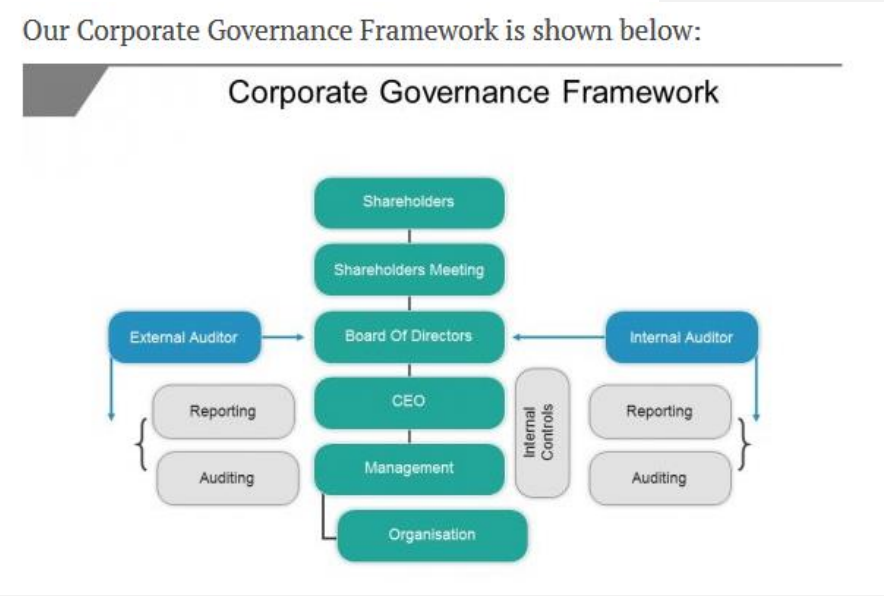 Our Corporate Governance Framework is shown below:
Corporate Governance Framework
Shareholders
Shareholders Meeting
External Auditor
Board Of Directors
Internal Auditor
Reporting
CEO
Internal
Controls
Reporting
Auditing
Management
Auditing
Organisation